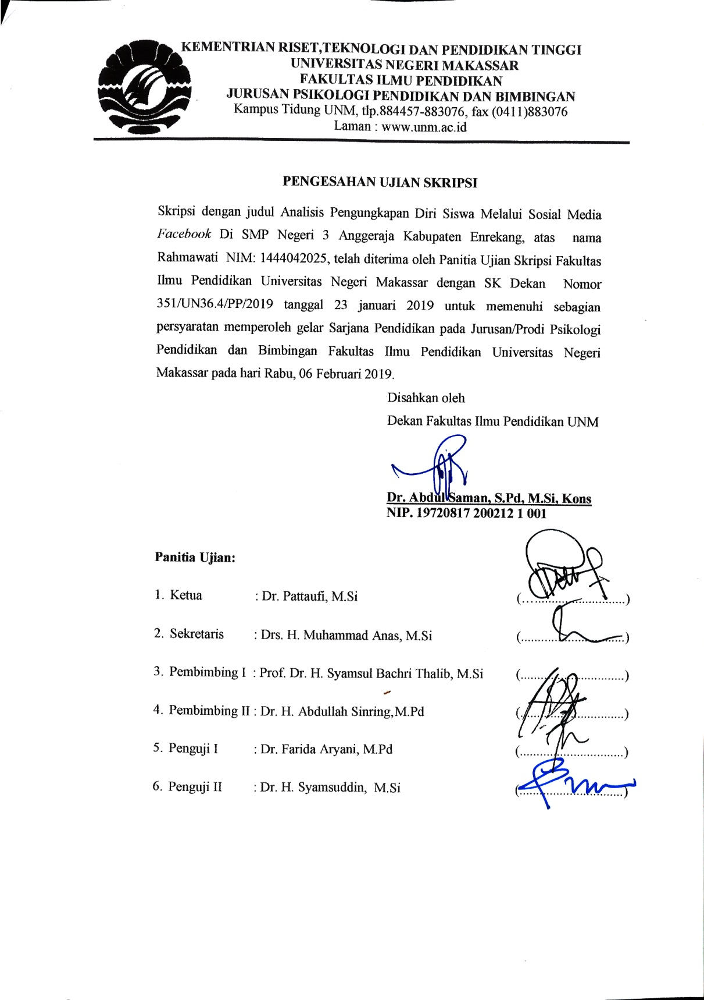 KEMENTRIAN RISET,TEKNOLOGI DAN PENDIDIKAN TINGGI
UNIVERSITAS NEGERI MAKASSAR
FAKULTAS ILMU PENDIDIKAN
JURUSAN PSIKOLOGI PENDIDIKAN DAN BIMBINGAN
Kampus Tidung UNM, tlp.884457-883076, fax (0411)883076
Laman : www.unm.ac.id
PENGESAHAN UJIAN SKRIPSI
Skripsi dengan judul Analisis Pengungkapan Diri Siswa Melalui Sosial Media
Facebook Di SMP Negeri 3 Anggeraja Kabupaten Enrekang, atas nama
Rahmawati NIM: 1444042025, telah diterima oleh Panitia Ujian Skripsi Fakultas
Ilmu Pendidikan Universitas Negeri Makassar dengan SK Dekan Nomor
351/UN36.4/PP/2019 tanggal 23 januari 2019 untuk memenuhi sebagian
persyaratan memperoleh gelar Sarjana Pendidikan pada Jurusan/Prodi Psikologi
Pendidikan dan Bimbingan Fakultas Ilmu Pendidikan Universitas Negeri
Makassar pada hari Rabu, 06 Februari 2019.
Disahkan oleh
Dekan Fakultas Ilmu Pendidikan UNM
Dr. Abdul Saman, S.Pd, M.Si, Kons
NIP. 19720817 200212 1 001
Panitia Ujian:
1. Ketua : Dr. Pattaufi, M.Si (..............................)
2. Sekretaris : Drs. H. Muhammad Anas, M.Si (..............................)
3. Pembimbing I : Prof. Dr. H. Syamsul Bachri Thalib, M.Si (..............................)
4. Pembimbing II : Dr. H. Abdullah Sinring,M.Pd (..............................)
5. Penguji I : Dr. Farida Aryani, M.Pd (..............................)
6. Penguji II : Dr. H. Syamsuddin, M.Si (..............................)